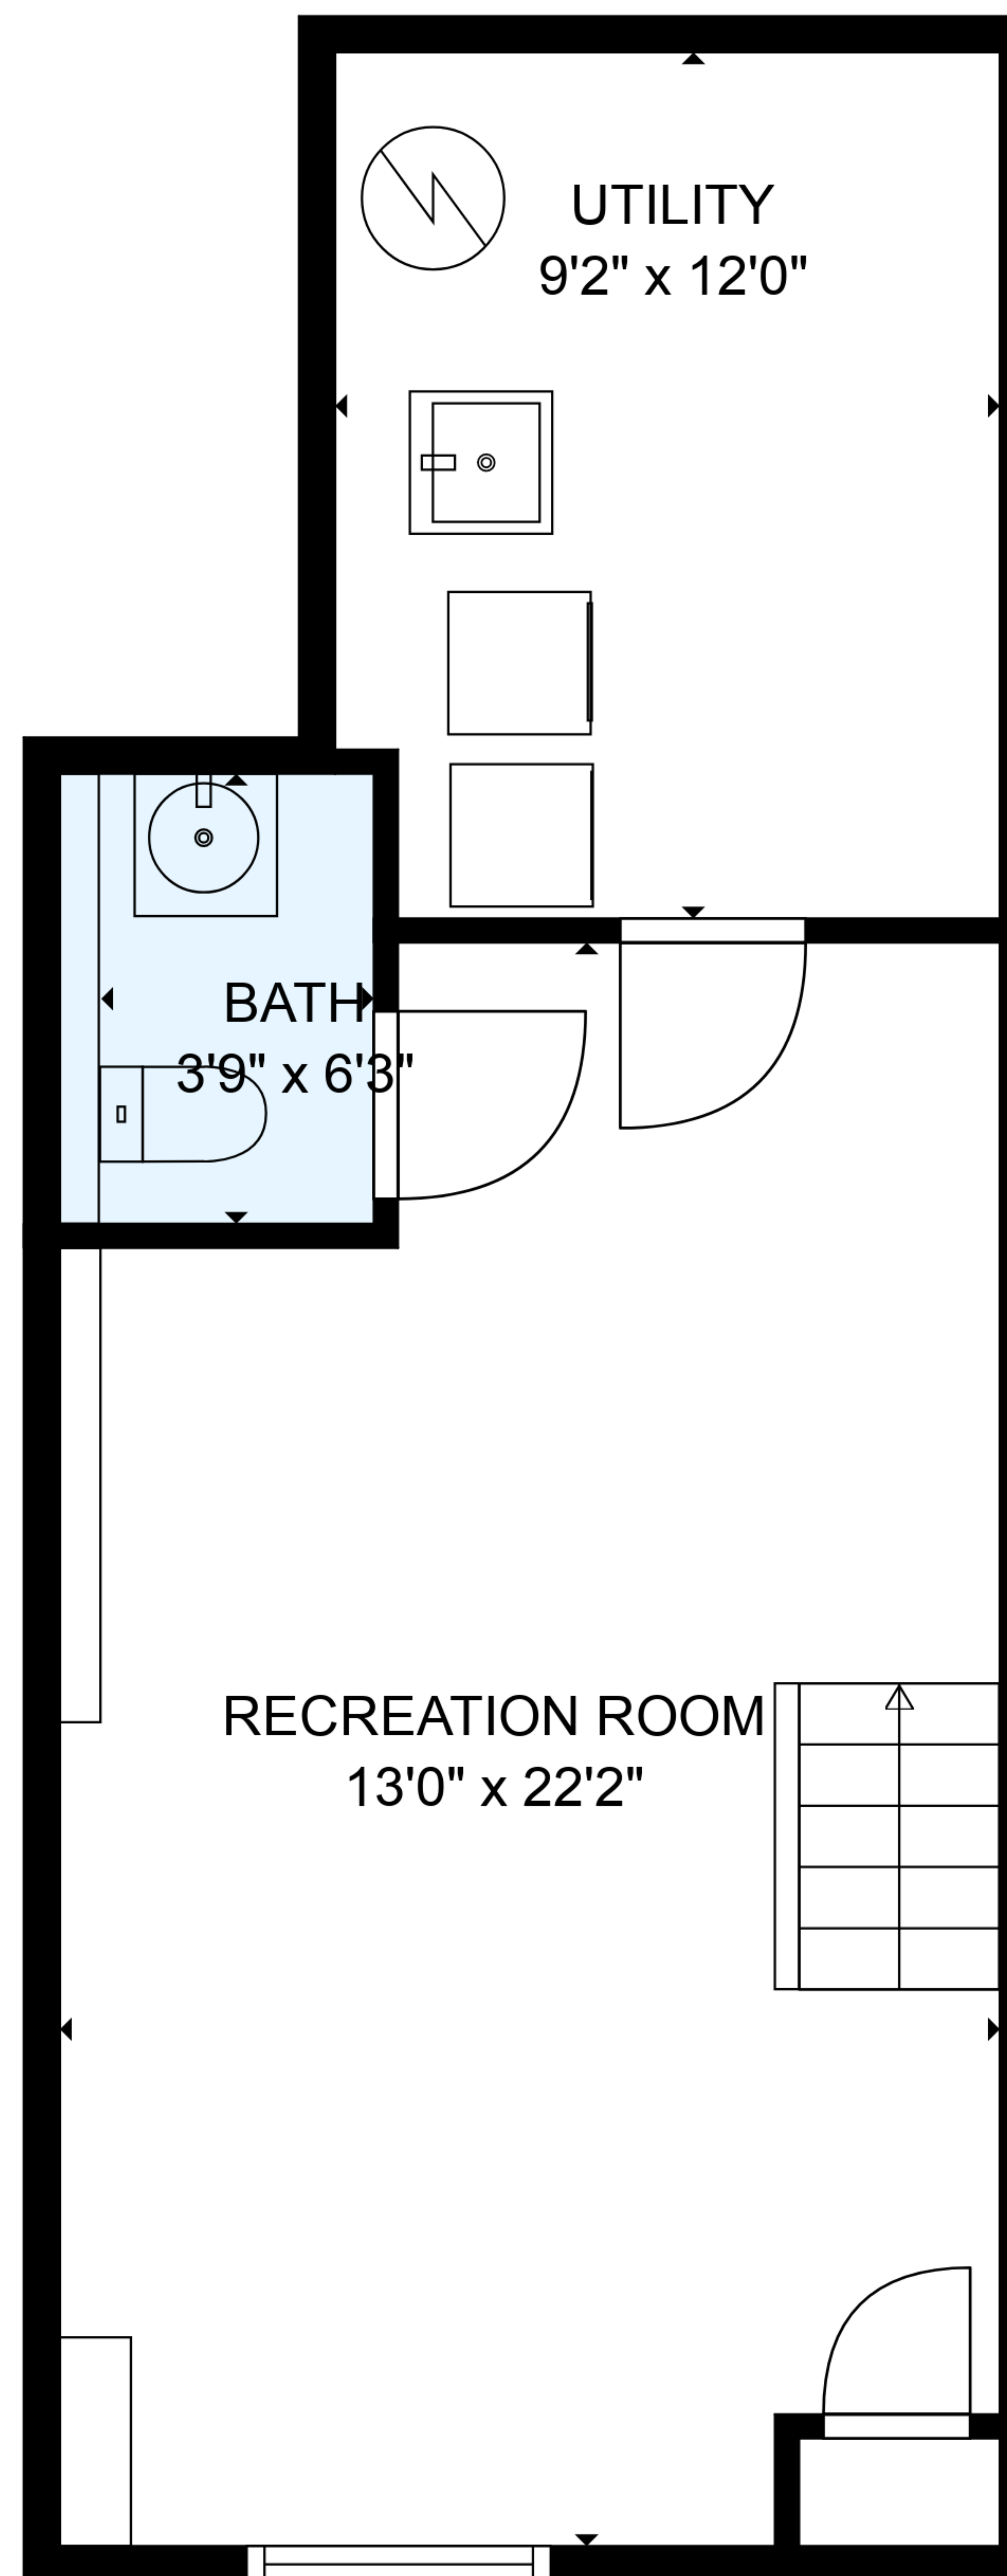 UTILITY
9'2" x 12'0"
BATH
3'9" x 6'3"
RECREATION ROOM
13'0" x 22'2"